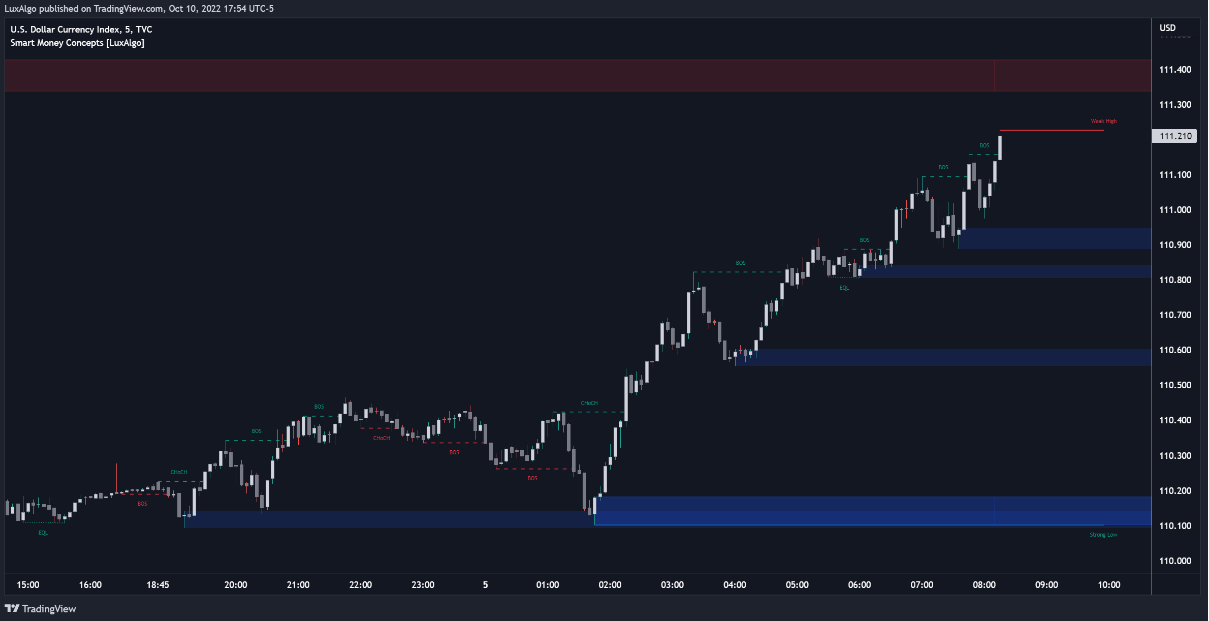 LuxAlgo published on TradingView.com, Oct 10, 2022 17:54 UTC-5
U.S. Dollar Currency Index, 5, TVC
Smart Money Concepts [LuxAlgo]
USD
111.400
111.300
Weak High
111.210
BOS
BOS
111.100
111.000
BOS
110.900
BOS
110.800
EQL
110.700
110.600
110.500
CHoCH
BOS
110.400
BOS
CHoCH
BOS
110.300
CHoCH
BOS
110.200
BOS
110.100
EQL
Strong Low
110.000
15:00 16:00 18:45 20:00 21:00 22:00 23:00 5 01:00 02:00 03:00 04:00 05:00 06:00 07:00 08:00 09:00 10:00
TradingView